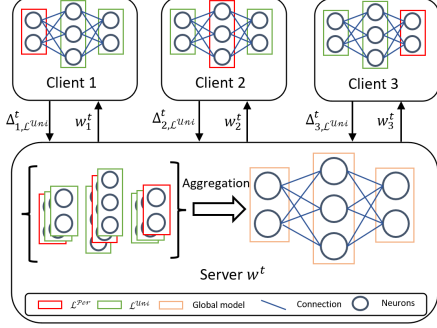 Client 1
Client 2
Client 3
Δ^t_{1,ℒ^{Uni}}
w^t_1
Δ^t_{2,ℒ^{Uni}}
w^t_2
Δ^t_{3,ℒ^{Uni}}
w^t_3
Aggregation
Server w^t
ℒ^{Per} ℒ^{Uni} Global model Connection Neurons